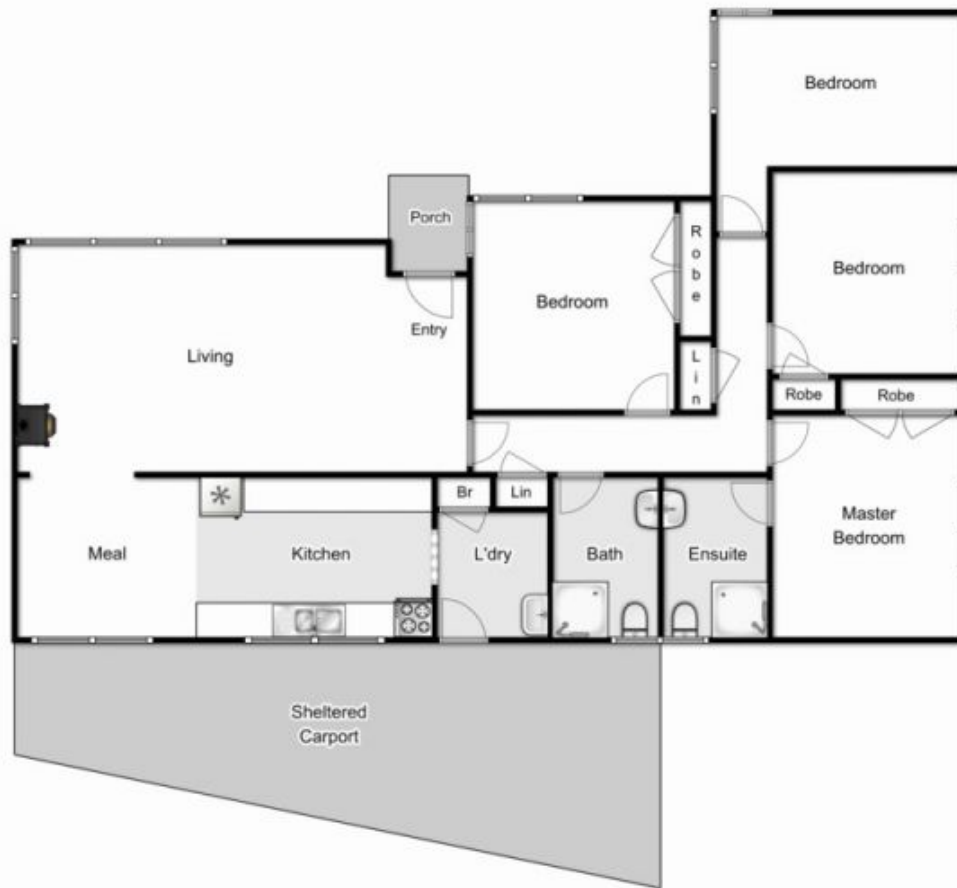 Bedroom
Porch
Bedroom
Robe
Bedroom
Entry
Living
Lin
Robe
Robe
Br
Lin
Master
Bedroom
Meal
Kitchen
L'dry
Bath
Ensuite
Sheltered
Carport